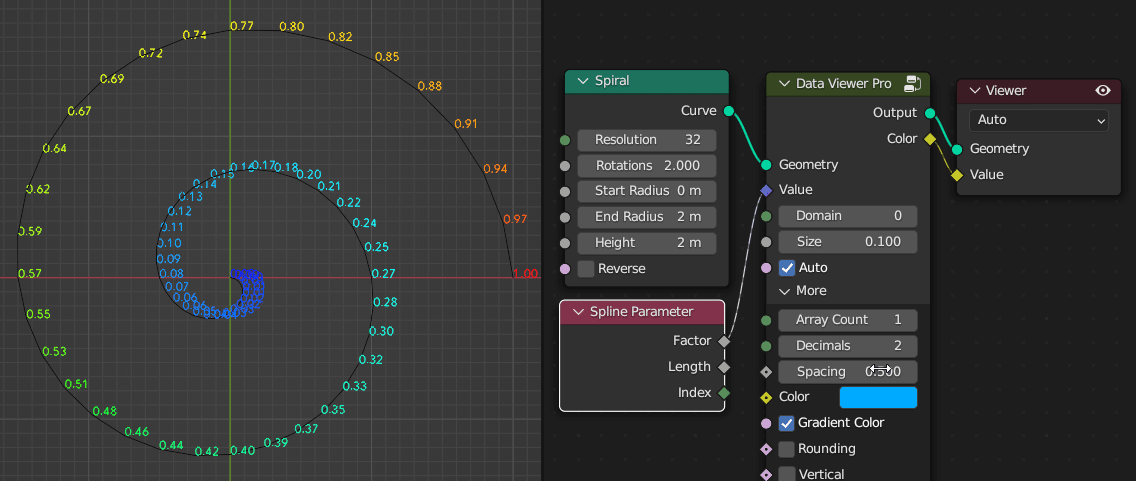 0.77
0.80
0.74
0.82
0.72
0.85
0.69
0.88
0.67
0.91
0.64
0.94
0.15 0.16 0.17 0.18
0.20
0.14
0.21
0.62
0.13
0.22
0.12
0.97
0.11
0.24
0.59
0.10
0.25
0.09
0.57
0.08
0.27
1.00
0.07
0.06
0.28
0.55
0.30
0.53
0.32
0.51
0.33
0.48
0.35
0.46
0.37
0.44
0.39
0.42
0.40
Spiral
Curve
Resolution 32
Rotations 2.000
Start Radius 0 m
End Radius 2 m
Height 2 m
Reverse
Spline Parameter
Factor
Length
Index
Data Viewer Pro
Output
Color
Geometry
Value
Domain 0
Size 0.100
Auto
More
Array Count 1
Decimals 2
Spacing
Color
Gradient Color
Rounding
Vertical
Viewer
Auto
Geometry
Value